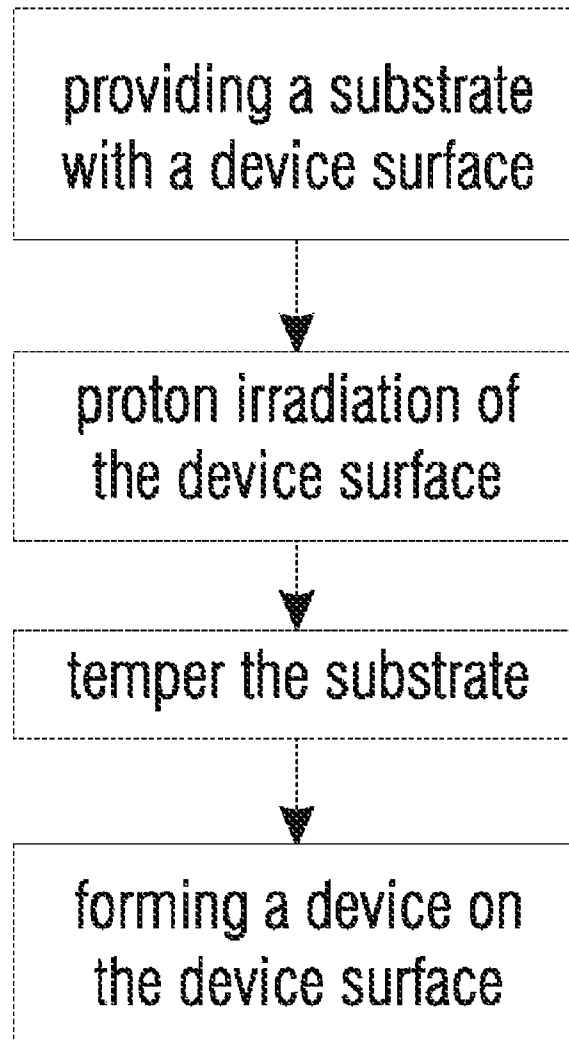 providing a substrate
with a device surface
proton irradiation of
the device surface
temper the substrate
forming a device on
the device surface